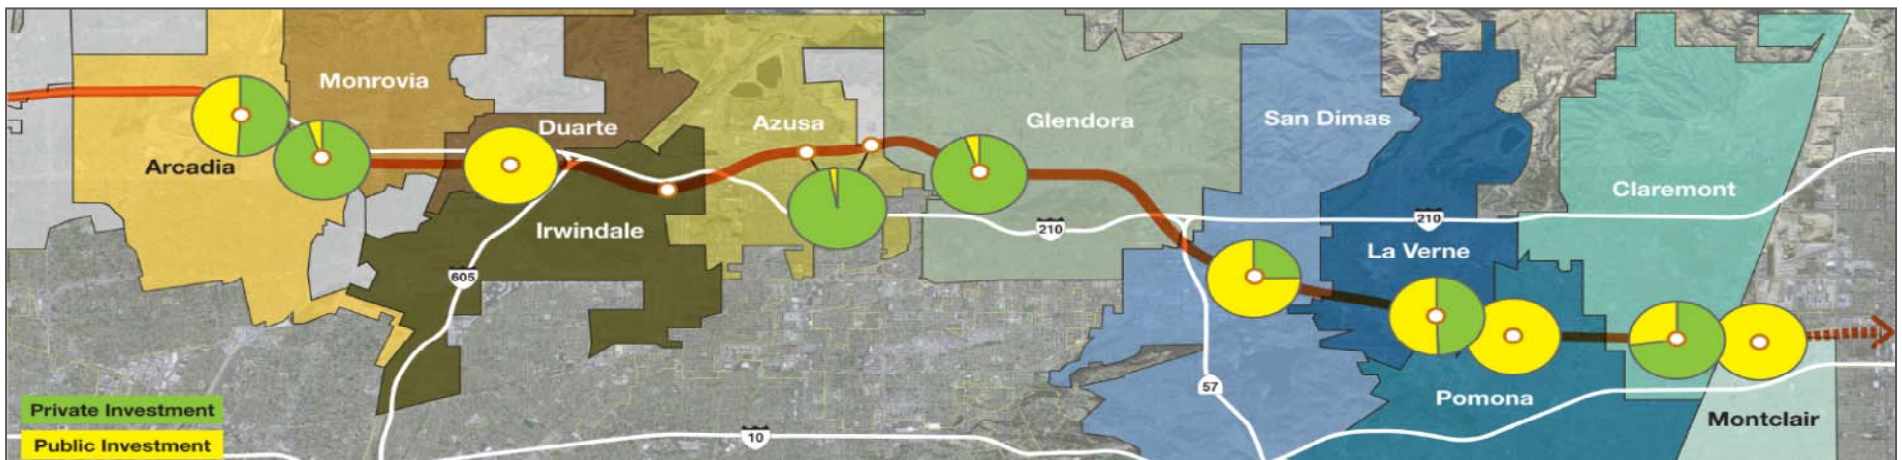 Monrovia
Duarte
Azusa
Glendora
San Dimas
Arcadia
Irwindale
Claremont
210
210
La Verne
605
57
Pomona
Private Investment
Public Investment
10
Montclair